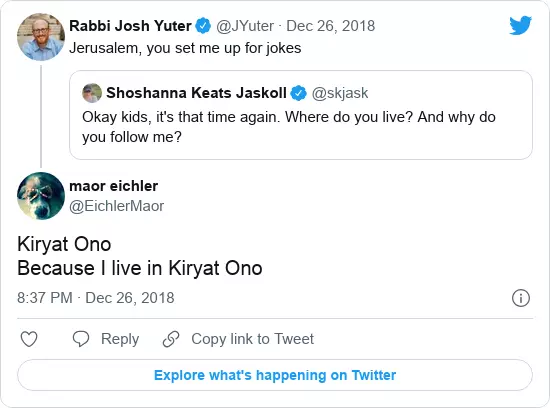 Rabbi Josh Yuter @JYuter · Dec 26, 2018
Jerusalem, you set me up for jokes
Shoshanna Keats Jaskoll @skjask
Okay kids, it's that time again. Where do you live? And why do
you follow me?
maor eichler
@EichlerMaor
Kiryat Ono
Because I live in Kiryat Ono
8:37 PM · Dec 26, 2018
Reply Copy link to Tweet
Explore what's happening on Twitter